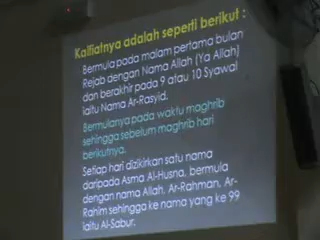 Kaifiatnya adalah seperti berikut :
Bermula pada malam pertama bulan
Rejab dengan Nama Allah (Ya Allah)
dan berakhir pada 9 atau 10 Syawal
iaitu Nama Ar-Rasyid.
Bermulanya pada waktu maghrib
sehingga sebelum maghrib hari
berikutnya.
Setiap hari dizikirkan satu nama
daripada Asma Al-Husna, bermula
dengan nama Allah, Ar-Rahman, Ar-
Rahim sehingga ke nama yang ke 99
iaitu Al-Sabur.